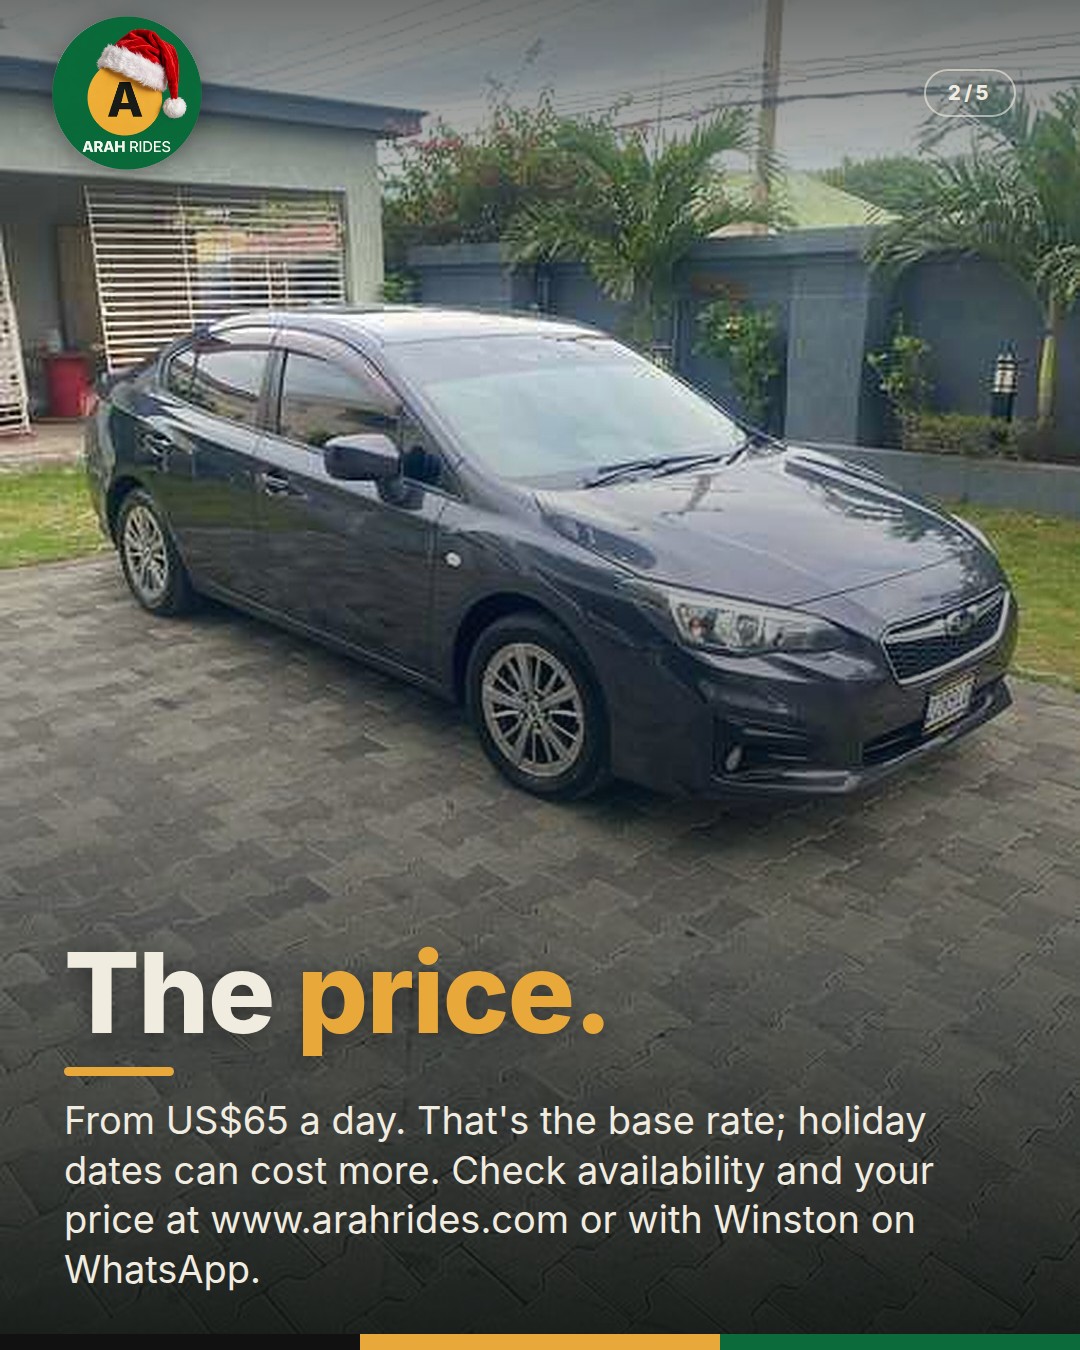 A
ARAH RIDES
2/5
The price.
From US$65 a day. That's the base rate; holiday
dates can cost more. Check availability and your
price at www.arahrides.com or with Winston on
WhatsApp.